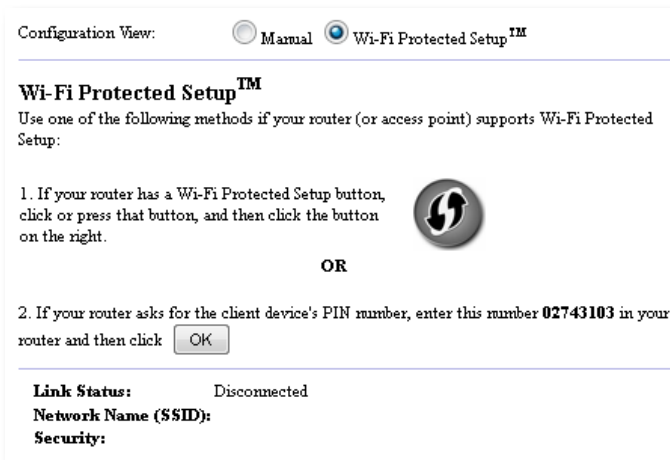 Configuration View: Manual Wi-Fi Protected Setup™
Wi-Fi Protected Setup™
Use one of the following methods if your router (or access point) supports Wi-Fi Protected
Setup:
1. If your router has a Wi-Fi Protected Setup button,
click or press that button, and then click the button
on the right.
OR
2. If your router asks for the client device's PIN number, enter this number 02743103 in your
router and then click OK
Link Status: Disconnected
Network Name (SSID):
Security: